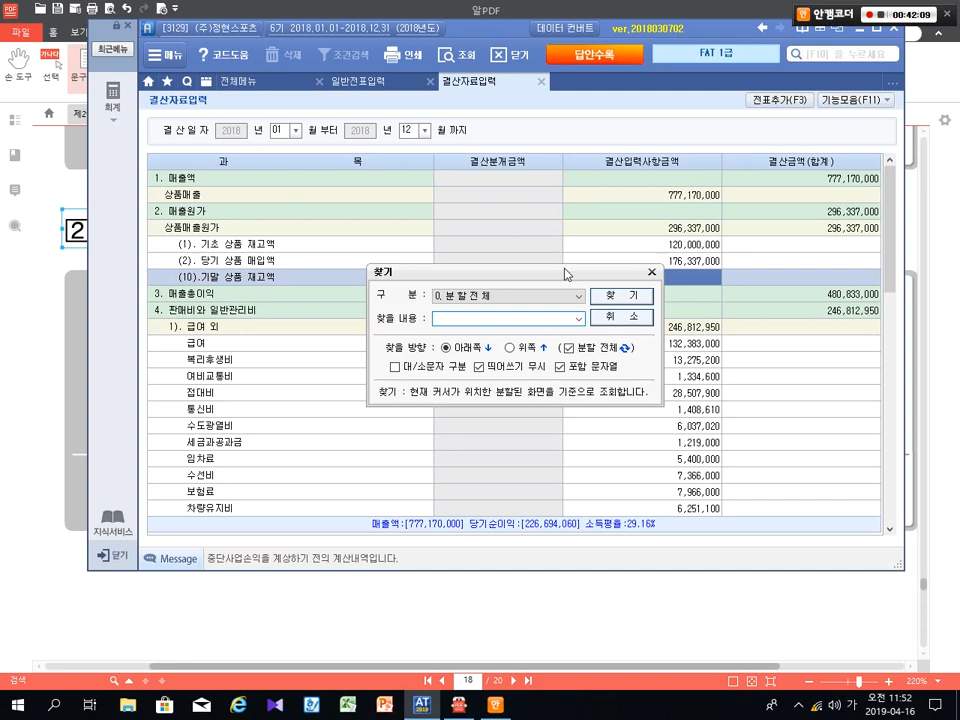 알PDF
안캠코더 00:42:09
파일 홈 보기
손 도구 선택 문구
가나다
제2
2
최근메뉴
회계
지식서비스
닫기
[3129] (주)정현스포츠 6기 2018.01.01~2018.12.31 (2018년도) 데이터 컨버트 ver.2018030702
메뉴 코드도움 삭제 조건검색 인쇄 조회 닫기 답안수록 FAT 1급 [F10] 을 누르세요
전체메뉴 일반전표입력 결산자료입력
결산자료입력 전표추가(F3) 기능모음(F11)
결 산 일 자 2018 년 01 월 부터 2018 년 12 월 까지
과 목 결산분개금액 결산입력사항금액 결산금액(합계)
1. 매출액 777,170,000
상품매출 777,170,000
2. 매출원가 296,337,000
상품매출원가 296,337,000 296,337,000
(1). 기초 상품 재고액 120,000,000
(2). 당기 상품 매입액 176,337,000
(10).기말 상품 재고액
3. 매출총이익 480,833,000
4. 판매비와 일반관리비 246,812,950
1). 급여 외 246,812,950
급여 132,383,000
복리후생비 13,275,200
여비교통비 1,334,600
접대비 28,507,900
통신비 1,408,610
수도광열비 6,037,020
세금과공과금 1,219,000
임차료 5,400,000
수선비 7,366,000
보험료 7,966,000
차량유지비 6,251,100
찾기
구 분 : 0. 분 할 전 체 찾 기
찾을 내용 : 취 소
찾을 방향 : 아래쪽 위쪽 ( 분할 전체 )
대/소문자 구분 띄어쓰기 무시 포함 문자열
찾기 : 현재 커서가 위치한 분할된 화면을 기준으로 조회합니다.
매출액:[777,170,000] 당기순이익:[226,694,060] 소득평률:29.16%
Message 중단사업손익을 계상하기 전의 계산내역입니다.
검색 18 / 20 220%
오전 11:52
2019-04-16